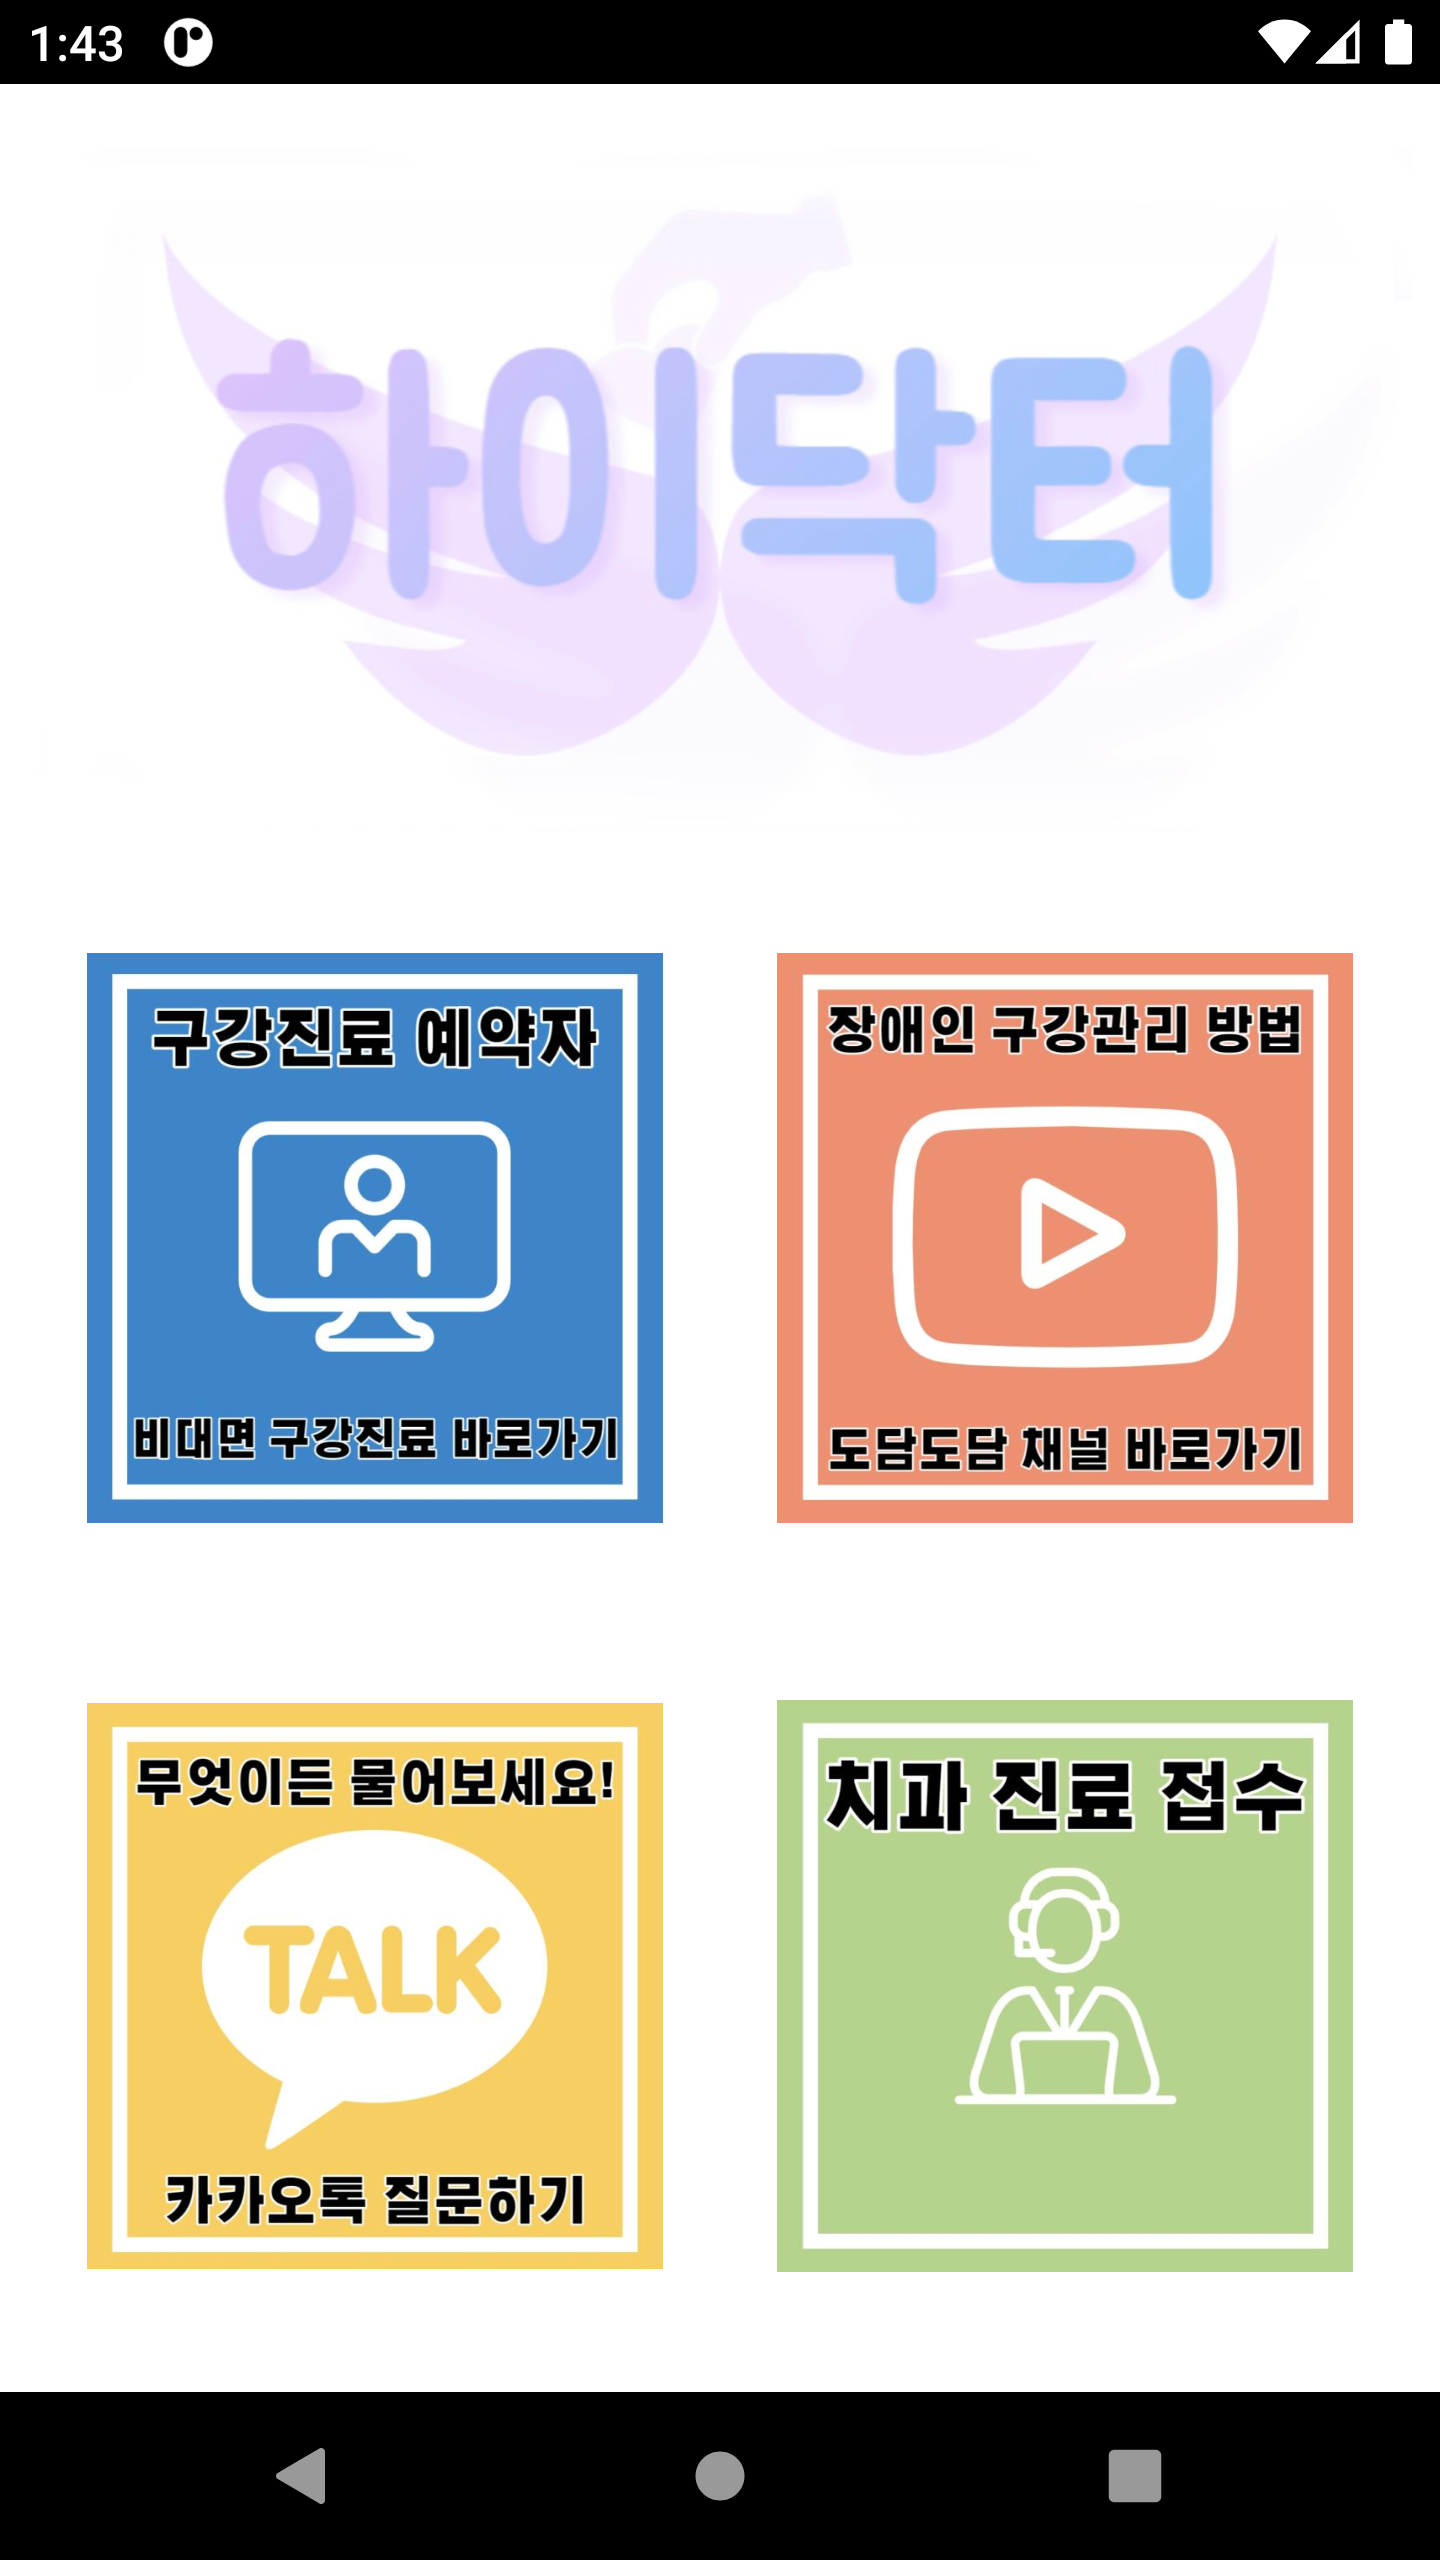 1:43
하이닥터
구강진료 예약자
비대면 구강진료 바로가기
장애인 구강관리 방법
도담도담 채널 바로가기
무엇이든 물어보세요!
TALK
카카오톡 질문하기
치과 진료 접수